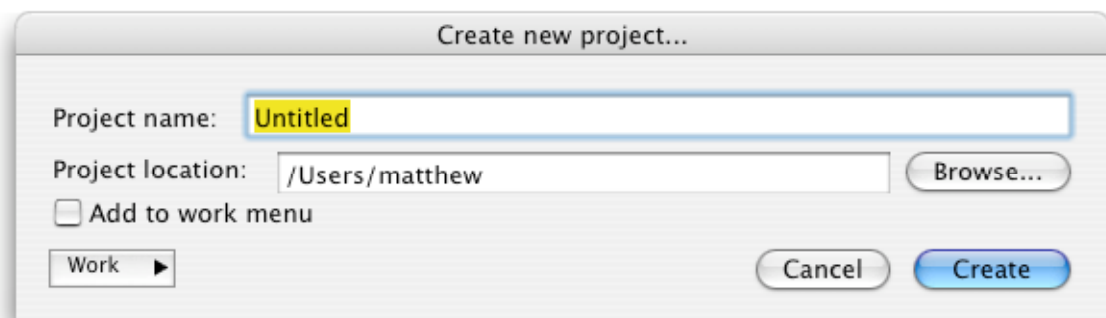 Create new project...
Project name: Untitled
Project location: /Users/matthew Browse...
Add to work menu
Work Cancel Create